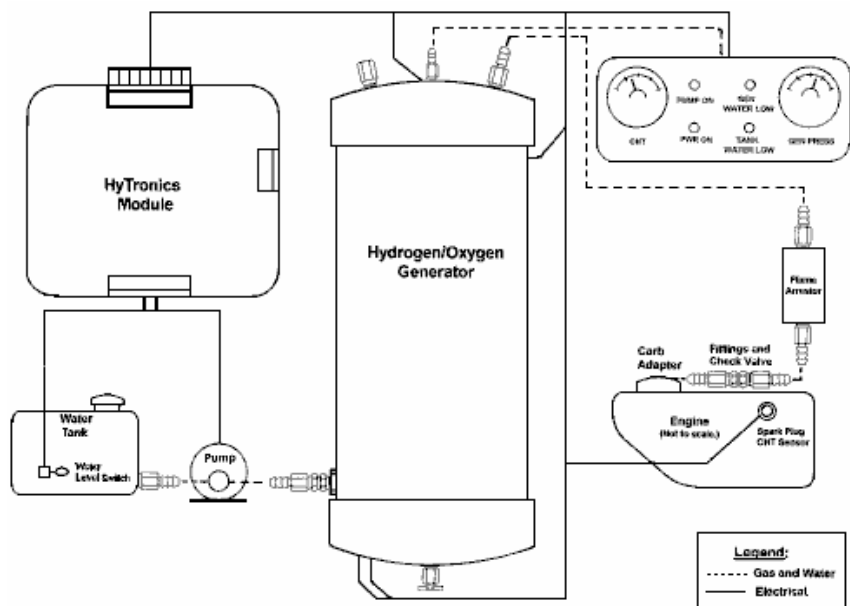 HyTronics
Module
Hydrogen/Oxygen
Generator
PUMP ON
GEN
WATER LOW
CHT
PWR ON
TANK
WATER LOW
GEN PRESS
Flame
Arrestor
Carb
Adapter
Fittings and
Check Valve
Engine
(Not to scale.)
Spark Plug
CHT Sensor
Water
Tank
Water
Level Switch
Pump
Legend:
Gas and Water
Electrical